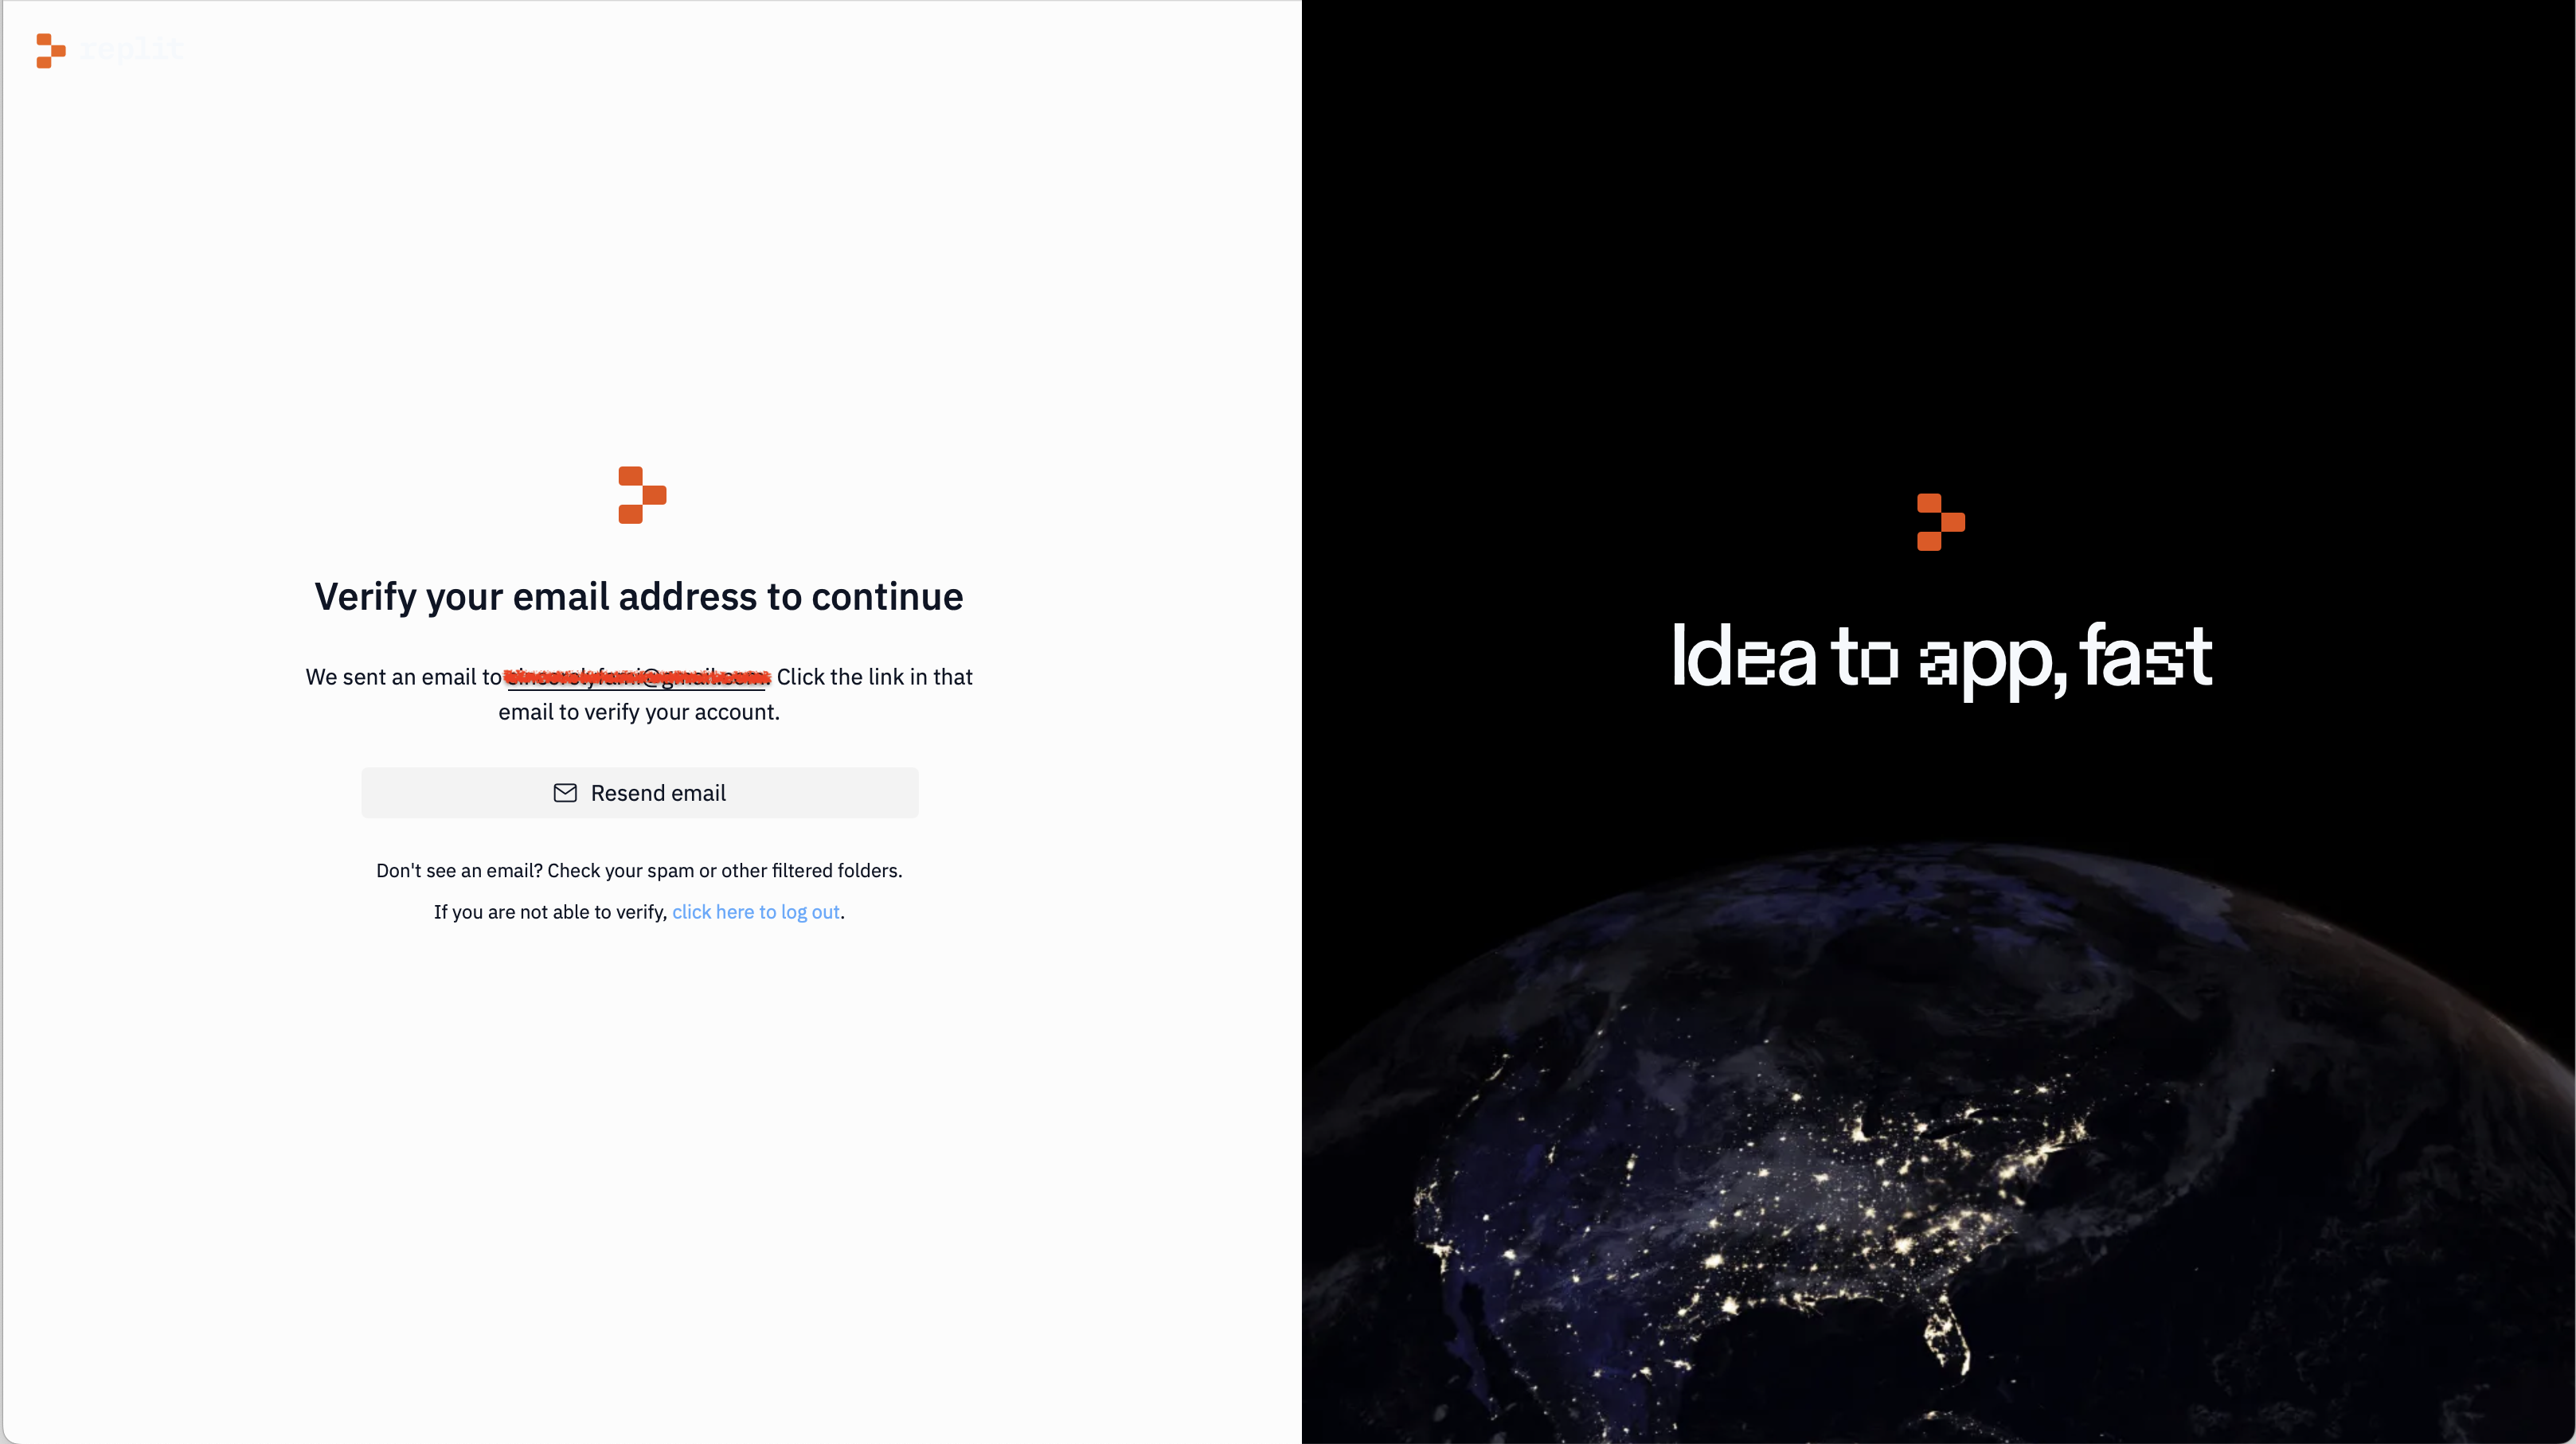 replit
Verify your email address to continue
We sent an email to Click the link in that
email to verify your account.
Resend email
Don't see an email? Check your spam or other filtered folders.
If you are not able to verify, click here to log out.
Idea to app, fast